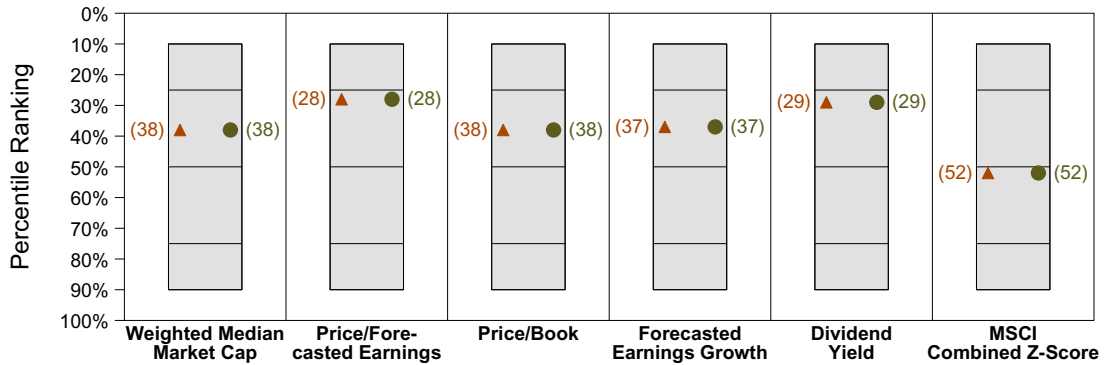 Percentile Ranking
0%
10%
20%
30%
40%
50%
60%
70%
80%
90%
100%
(38) (38)
(28) (28)
(38) (38)
(37) (37)
(29) (29)
(52) (52)
Weighted Median
Market Cap
Price/Fore-
casted Earnings
Price/Book
Forecasted
Earnings Growth
Dividend
Yield
MSCI
Combined Z-Score